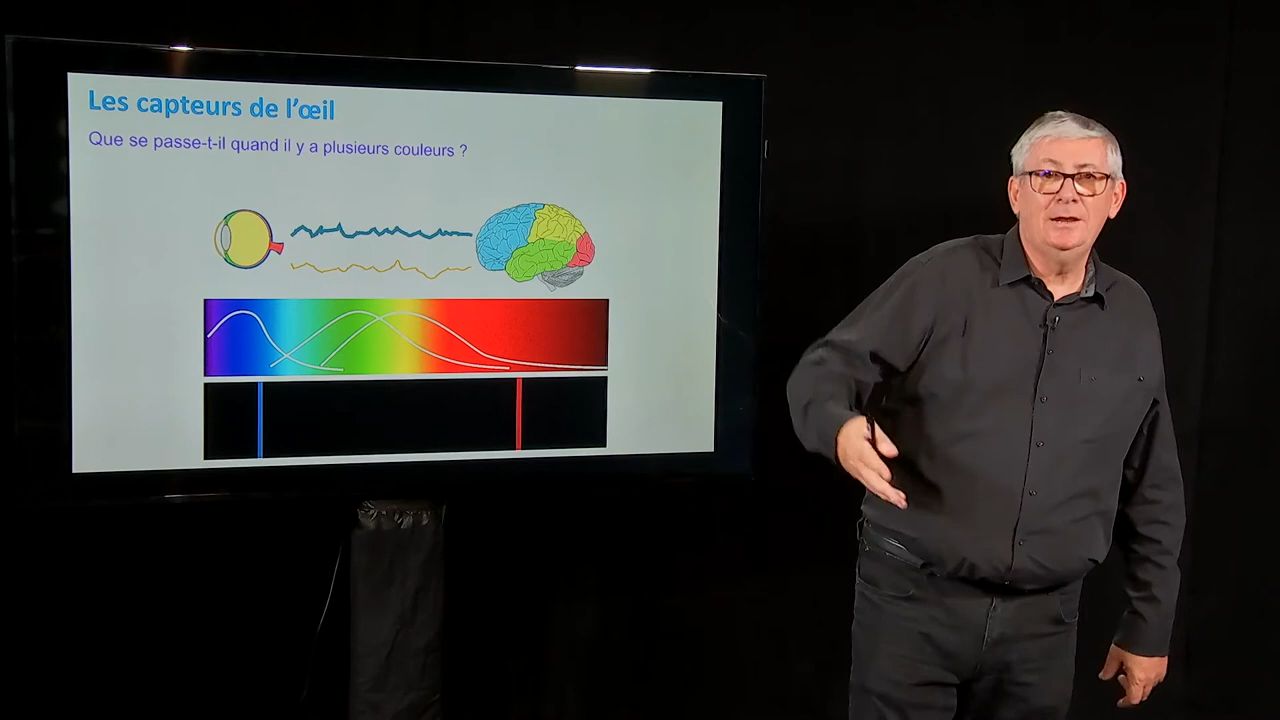 Les capteurs de l'œil
Que se passe-t-il quand il y a plusieurs couleurs ?